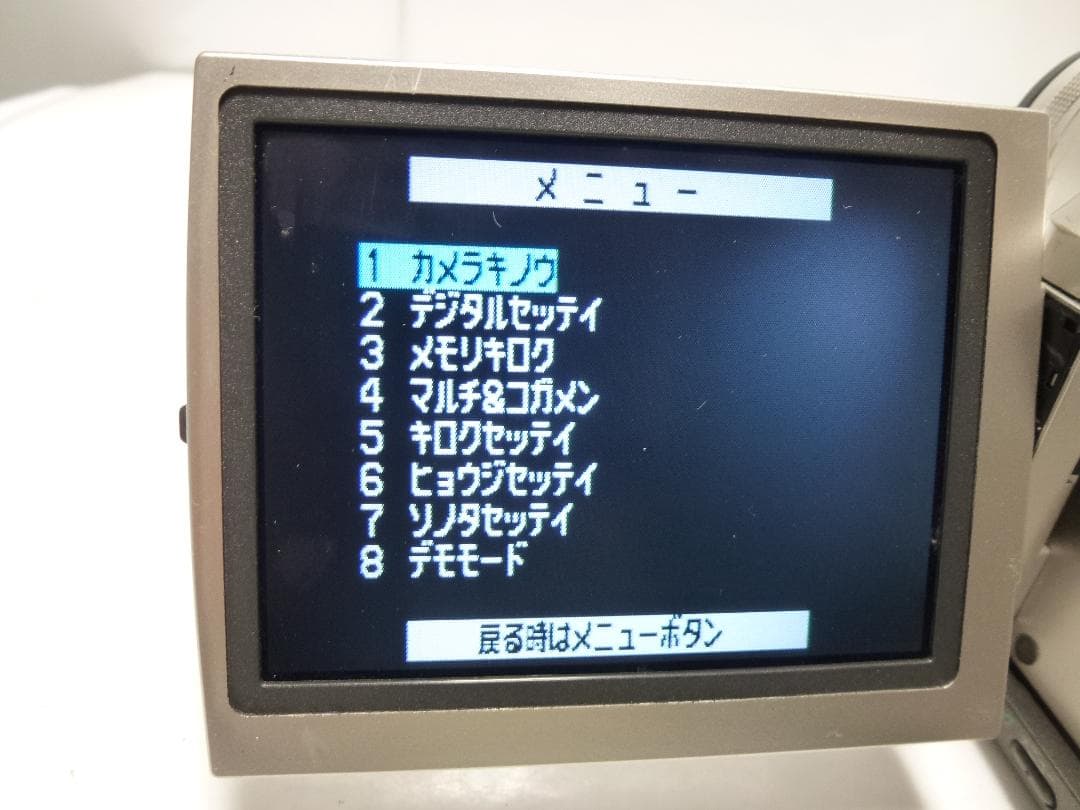 メニュー
1 カメラキノウ
2 デジタルセッテイ
3 メモリキロク
4 マルチ&コガメン
5 キロクセッテイ
6 ヒョウジセッテイ
7 ソノタセッテイ
8 デモモード
戻る時はメニューボタン